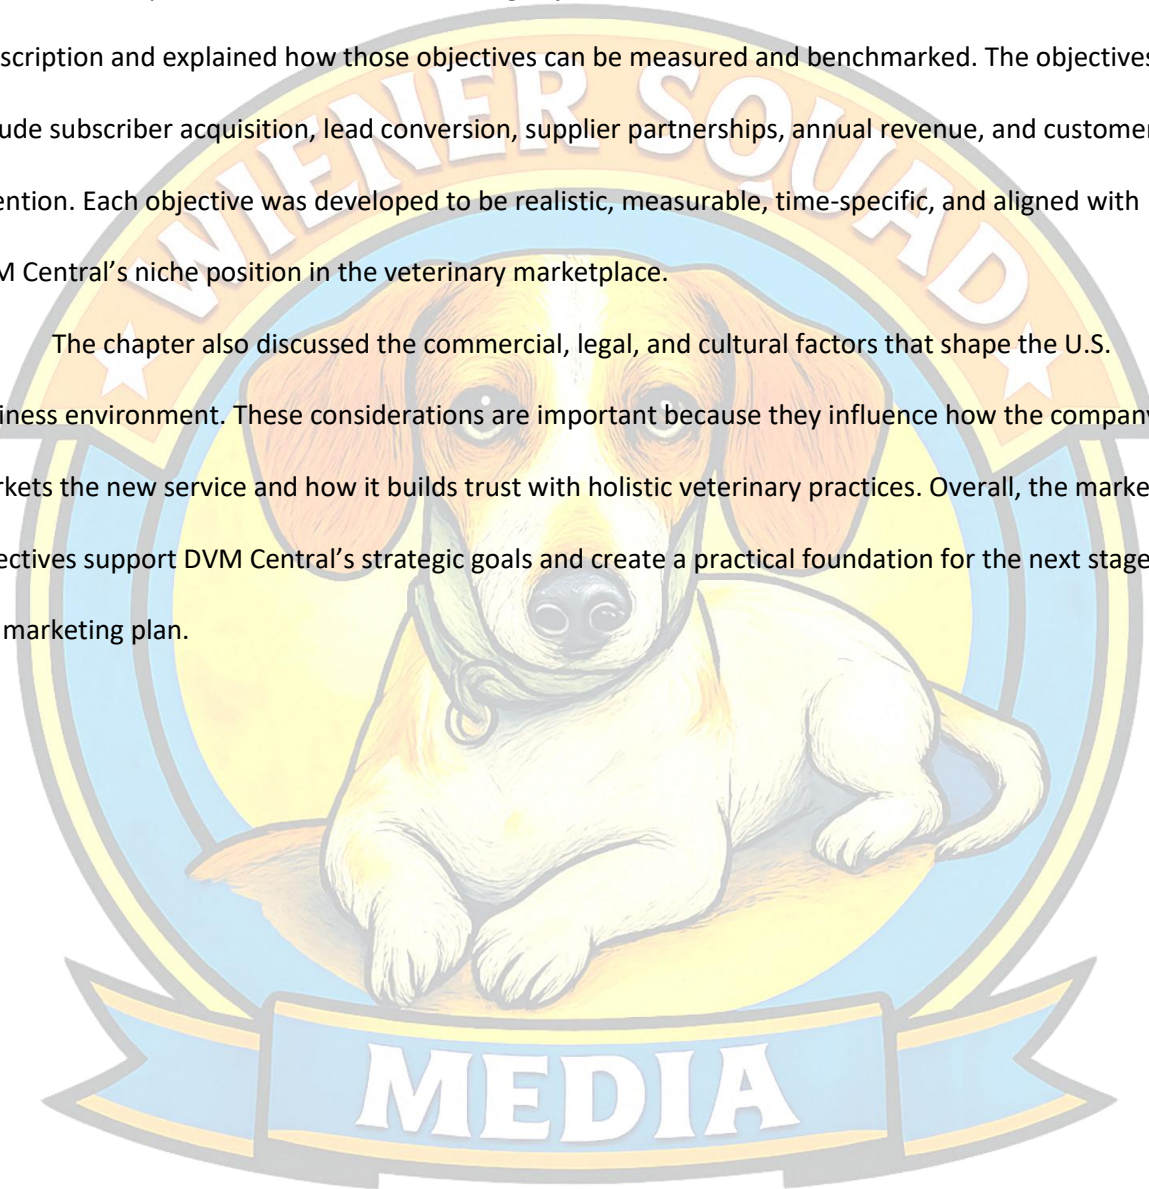 scription and explained how those objectives can be measured and benchmarked. The objectives
ude subscriber acquisition, lead conversion, supplier partnerships, annual revenue, and customer
ention. Each objective was developed to be realistic, measurable, time-specific, and aligned with
M Central’s niche position in the veterinary marketplace.
The chapter also discussed the commercial, legal, and cultural factors that shape the U.S.
iness environment. These considerations are important because they influence how the company
rkets the new service and how it builds trust with holistic veterinary practices. Overall, the marke
ectives support DVM Central’s strategic goals and create a practical foundation for the next stage
marketing plan.
WIENER SQUAD
MEDIA